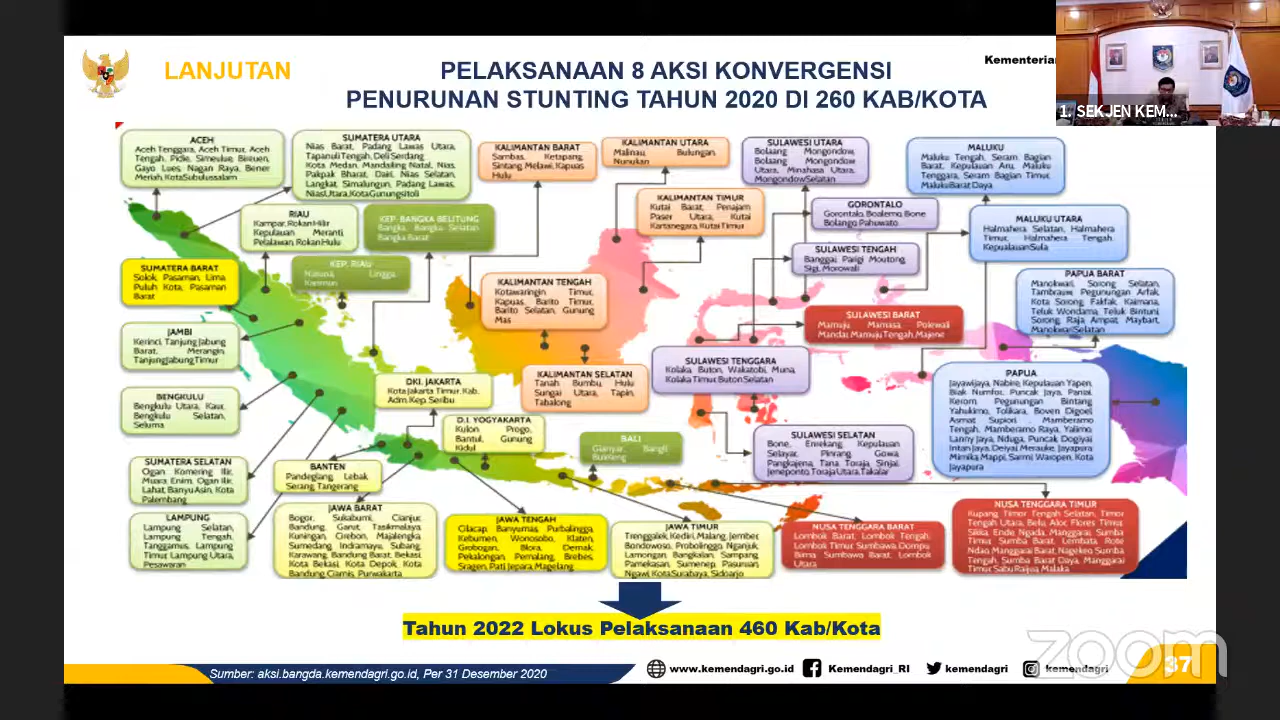 LANJUTAN
PELAKSANAAN 8 AKSI KONVERGENSI
PENURUNAN STUNTING TAHUN 2020 DI 260 KAB/KOTA
Kementerian
1. SEKJEN KEM...
ACEH
Aceh Tenggara, Aceh Timur, Aceh
Tengah, Pidie, Simeulue, Bireuen,
Gayo Lues, Nagan Raya, Bener
Meriah, Kota Subulussalam
SUMATERA UTARA
Nias Barat, Padang Lawas Utara,
Tapanuli Tengah, Deli Serdang
Kota Medan, Mandailing Natal, Nias,
Pakpak Bharat, Dairi, Nias Selatan,
Langkat, Simalungun, Padang Lawas,
Nias Utara, Kota Gunungsitoli
KALIMANTAN BARAT
Sambas, Ketapang,
Sintang, Melawi, Kapuas
Hulu
KALIMANTAN UTARA
Malinau, Bulungan,
Nunukan
SULAWESI UTARA
Bolaang Mongondow,
Bolaang Mongondow
Utara, Minahasa Utara,
Mongondow Selatan
MALUKU
Maluku Tengah, Seram Bagian
Barat, Kepulauan Aru, Maluku
Tenggara, Seram Bagian Timur,
Maluku Barat Daya
RIAU
Kampar, Rokan Hilir
Kepulauan Meranti,
Pelalawan, Rokan Hulu
KEP. BANGKA BELITUNG
Bangka, Bangka Selatan
Bangka Barat
KALIMANTAN TIMUR
Kutai Barat, Penajam
Paser Utara, Kutai
Kartanegara, Kutai Timur
GORONTALO
Gorontalo, Boalemo, Bone
Bolango Pahuwato
MALUKU UTARA
Halmahera Selatan, Halmahera
Timur, Halmahera Tengah,
Kepualauan Sula
SUMATERA BARAT
Solok, Pasaman, Lima
Puluh Kota, Pasaman
Barat
KEP. RIAU
Natuna, Lingga,
Karimun
KALIMANTAN TENGAH
Kotawaringin Timur,
Kapuas, Barito Timur,
Barito Selatan, Gunung
Mas
SULAWESI TENGAH
Banggai, Parigi Moutong,
Sigi, Morowali
PAPUA BARAT
Manokwari, Sorong Selatan,
Tambrauw, Pegunungan Arfak,
Kota Sorong, Fakfak, Kaimana,
Teluk Wondama, Teluk Bintuni,
Sorong, Raja Ampat, Maybart,
Manokwari Selatan
SULAWESI BARAT
Mamuju, Mamasa, Polewali
Mandar, Mamuju Tengah, Majene
JAMBI
Kerinci, Tanjung Jabung
Barat, Merangin,
Tanjung Jabung Timur
DKI. JAKARTA
Kota Jakarta Timur, Kab.
Adm. Kep. Seribu
KALIMANTAN SELATAN
Tanah Bumbu, Hulu
Sungai Utara, Tapin,
Tabalong
SULAWESI TENGGARA
Kolaka, Buton, Wakatobi, Muna,
Kolaka Timur, Buton Selatan
PAPUA
Jayawijaya, Nabire, Kepulauan Yapen,
Biak Numfor, Puncak Jaya, Paniai,
Kerom, Pegunungan Bintang,
Yahukimo, Tolikara, Boven Digoel
Asmat Supiori , Mamberamo
Tengah, Mamberamo Raya, Yalimo,
Lanny Jaya, Nduga, Puncak Dogiyai
Intan Jaya, Deiyai, Merauke, Jayapura
Mimika, Mappi, Sarmi Waropen, Kota
Jayapura
BENGKULU
Bengkulu Utara, Kaur,
Bengkulu Selatan,
Seluma
D.I. YOGYAKARTA
Kulon Progo,
Bantul, Gunung
Kidul
BALI
Gianyar, Bangli
Buleleng
SULAWESI SELATAN
Bone, Enrekang, Kepulauan
Selayar, Pinrang, Gowa,
Pangkajena, Tana Toraja, Sinjai,
Jeneponto, Toraja Utara, Takalar
SUMATERA SELATAN
Ogan Komering Ilir,
Muara Enim, Ogan Ilir,
Lahat, Banyu Asin, Kota
Palembang
BANTEN
Pandeglang, Lebak
Serang, Tangerang
LAMPUNG
Lampung Selatan,
Lampung Tengah,
Tanggamus, Lampung
Timur, Lampung Utara,
Pesawaran
JAWA BARAT
Bogor, Sukabumi, Cianjur,
Bandung, Garut, Tasikmalaya,
Kuningan, Cirebon, Majalengka
Sumedang Indramayu, Subang,
Karawang, Bandung Barat, Bekasi
Kota Bekasi, Kota Depok, Kota
Bandung Ciamis, Purwakarta
JAWA TENGAH
Cilacap, Banyumas, Purbalingga,
Kebumen, Wonosobo, Klaten,
Grobogan, Blora, Demak,
Pekalongan, Pemalang, Brebes,
Sragen, Pati, Jepara, Magelang
JAWA TIMUR
Trenggalek, Kediri, Malang, Jember,
Bondowoso, Probolinggo, Nganjuk,
Lamongan, Bangkalan, Sampang,
Pamekasan, Sumenep, Pasuruan,
Ngawi, Kota Surabaya, Sidoarjo
NUSA TENGGARA BARAT
Lombok Barat, Lombok Tengah,
Lombok Timur, Sumbawa, Dompu
Bima Sumbawa Barat, Lombok
Utara
NUSA TENGGARA TIMUR
Kupang, Timor Tengah Selatan, Timor
Tengah Utara, Belu, Alor, Flores Timur,
Sikka, Ende, Ngada, Manggarai, Sumba
Timur, Sumba Barat, Lembata, Rote
Ndao, Manggarai Barat, Nagekeo Sumba
Tengah, Sumba Barat Daya, Manggarai
Timur, Sabu Raijua, Malaka
Tahun 2022 Lokus Pelaksanaan 460 Kab/Kota
Sumber: aksi.bangda.kemendagri.go.id, Per 31 Desember 2020
www.kemendagri.go.id
Kemendagri_RI
kemendagri
kemendagri
37
zoom